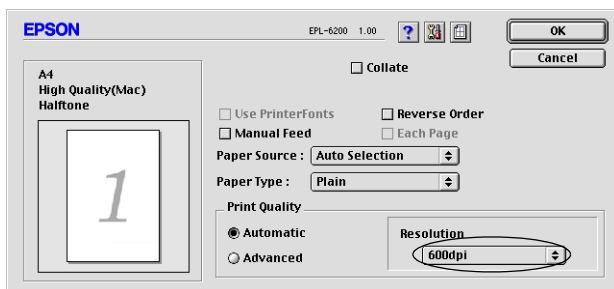 EPSON
EPL-6200 1.00
?
OK
Cancel
Collate
A4
High Quality(Mac)
Halftone
1
Use PrinterFonts
Reverse Order
Manual Feed
Each Page
Paper Source : Auto Selection
Paper Type : Plain
Print Quality
Automatic
Resolution
600dpi
Advanced